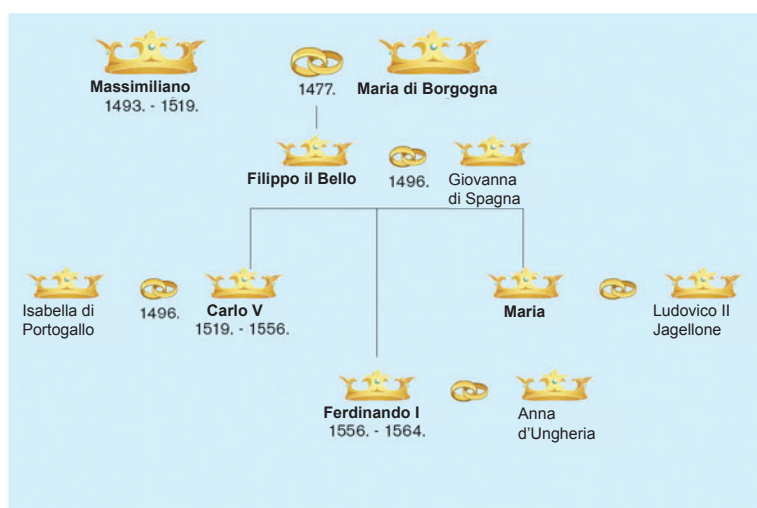 Massimiliano
1493. - 1519.
1477.
Maria di Borgogna
Filippo il Bello
1496.
Giovanna
di Spagna
Isabella di
Portogallo
1496.
Carlo V
1519. - 1556.
Maria
Ludovico II
Jagellone
Ferdinando I
1556. - 1564.
Anna
d'Ungheria